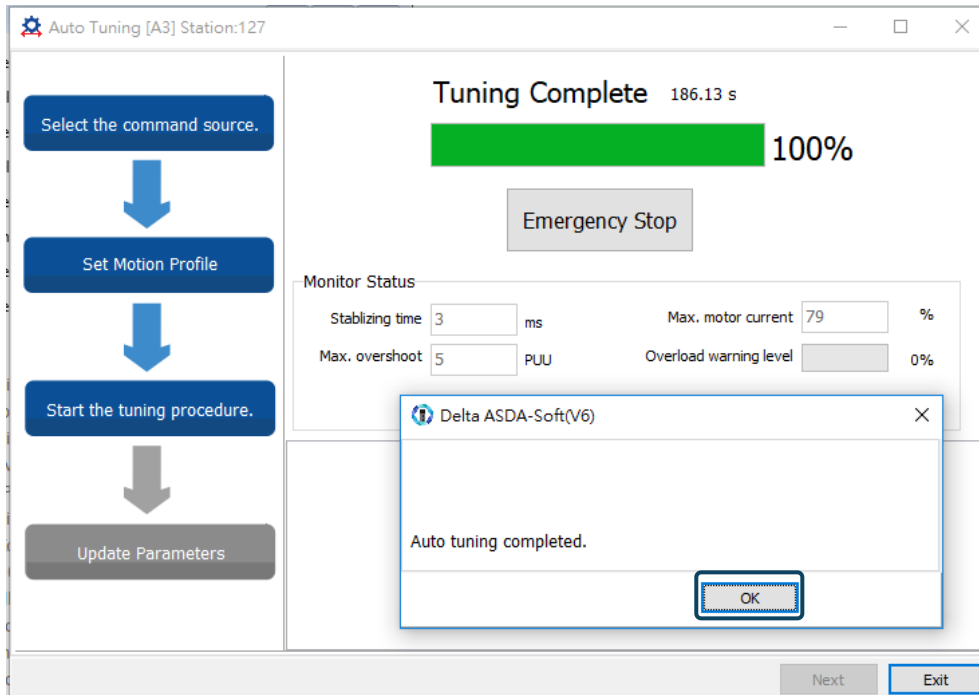 Auto Tuning [A3] Station:127
Select the command source.
Set Motion Profile
Start the tuning procedure.
Update Parameters
Tuning Complete 186.13 s
100%
Emergency Stop
Monitor Status
Stablizing time 3 ms
Max. motor current 79 %
Max. overshoot 5 PUU
Overload warning level 0%
Delta ASDA-Soft(V6)
Auto tuning completed.
OK
Next
Exit